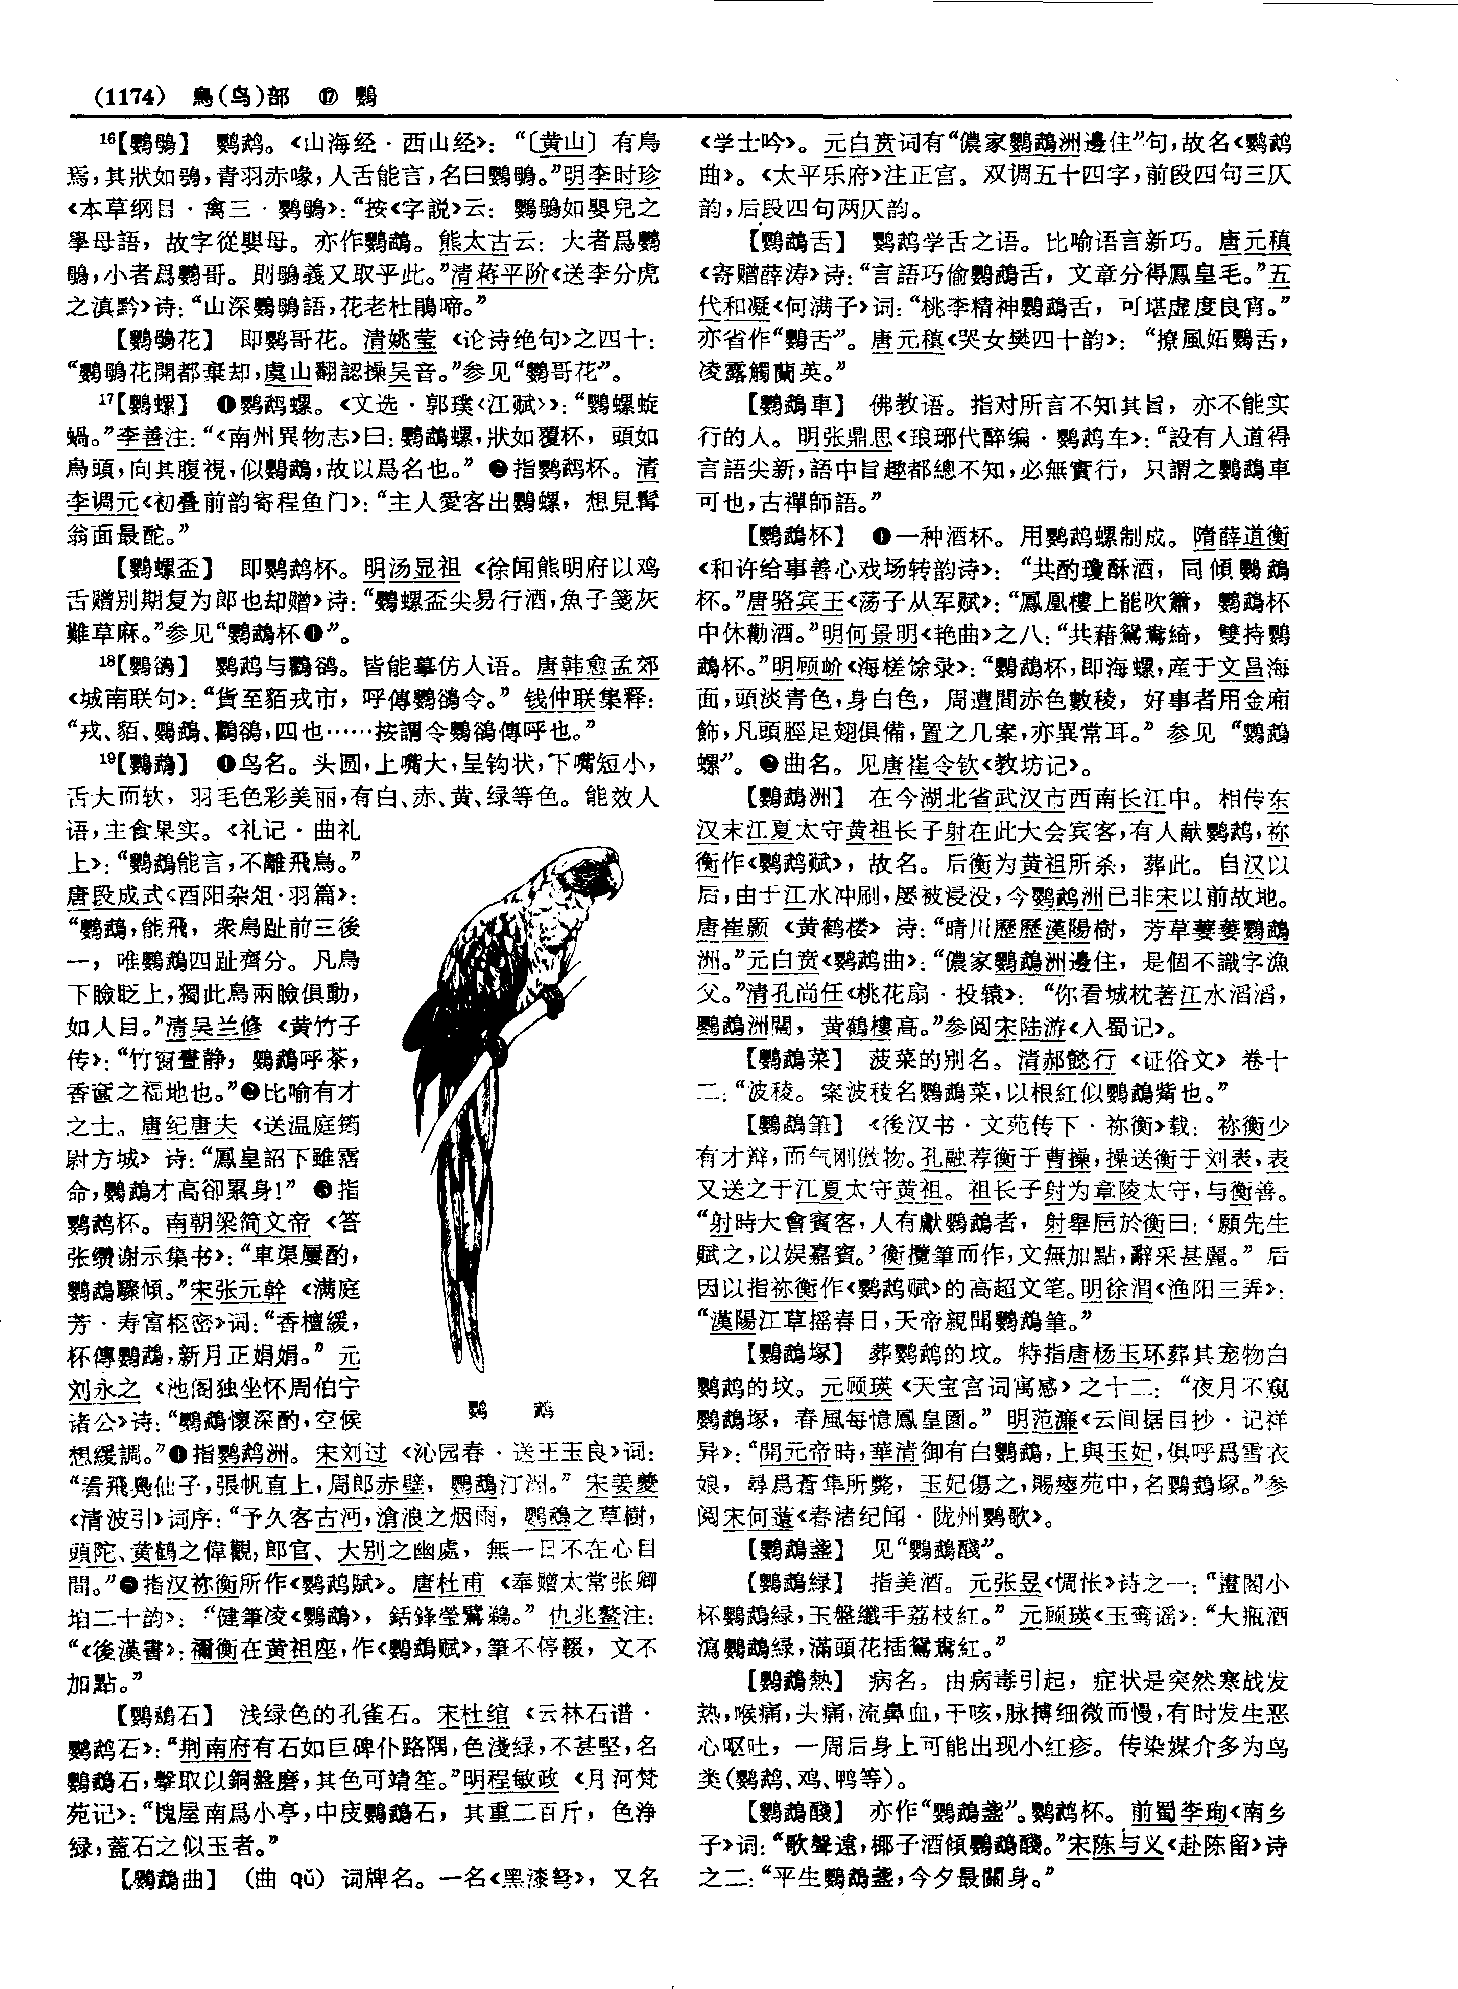 (1174) 鳥(鸟)部 ⑰ 鹦
16【鹦䳇】 鹦鹉。《山海经·西山经》：“〔黄山〕有鳥
焉，其狀如鴞，青羽赤喙，人舌能言，名曰鸚䳇。”明李时珍
《本草纲目·禽三·鹦䳇》：“按《字説》云：鸚䳇如嬰兒之
學母語，故字從嬰母。亦作鸚鵡。熊太古云：大者爲鸚
䳇，小者爲鸚哥。則䳇義又取乎此。”清蒋平阶《送李分虎
之滇黔》诗：“山深鸚䳇語，花老杜鵑啼。”
【鹦䳇花】 即鹦哥花。清姚莹《论诗绝句》之四十：
“鸚䳇花開都棄却，虞山翻認操吴音。”参见“鹦哥花”。
17【鹦螺】 ❶鹦鹉螺。《文选·郭璞〈江赋〉》：“鸚螺蜁
蝸。”李善注：“《南州異物志》曰：鸚鵡螺，狀如覆杯，頭如
鳥頭，向其腹視，似鸚鵡，故以爲名也。”❷指鹦鹉杯。清
李调元《初叠前韵寄程鱼门》：“主人愛客出鸚螺，想見髯
翁面最酡。”
【鹦螺盃】 即鹦鹉杯。明汤显祖《徐闻熊明府以鸡
舌赠别期复为郎也却赠》诗：“鸚螺盃尖易行酒，魚子箋灰
難草麻。”参见“鹦鵡杯❶”。
18【鹦鸲】 鹦鹉与鸜鹆。皆能摹仿人语。唐韩愈孟郊
《城南联句》：“貨至貊戎市，呼傳鸚鵒令。”钱仲联集释：
“戎、貊、鸚鵡、鸜鵒，四也……按謂令鸚鵒傳呼也。”
19【鹦鵡】 ❶鸟名。头圆，上嘴大，呈钩状，下嘴短小，
舌大而软，羽毛色彩美丽，有白、赤、黄、绿等色。能效人
语，主食果实。《礼记·曲礼
上》：“鸚鵡能言，不離飛鳥。”
唐段成式《酉阳杂俎·羽篇》：
“鸚鵡，能飛，衆鳥趾前三後
一，唯鸚鵡四趾齊分。凡鳥
下瞼眨上，獨此鳥兩瞼俱動，
如人目。”清吴兰修《黄竹子
传》：“竹窗晝静，鸚鵡呼茶，
香奩之福地也。”❷比喻有才
之士。唐纪唐夫《送温庭筠
尉方城》诗：“鳳皇詔下雖霑
命，鸚鵡才高卻累身！”❸指
鹦鹉杯。南朝梁简文帝《答
张缵谢示集书》：“車渠屢酌，
鸚鵡驟傾。”宋张元幹《满庭
芳·寿富枢密》词：“香檀緩，
杯傳鸚鵡，新月正娟娟。”元
刘永之《池阁独坐怀周伯宁
诸公》诗：“鸚鵡懷深酌，空侯
想緩調。”❹指鹦鹉洲。宋刘过《沁园春·送王玉良》词：
“看飛鳧仙子，張帆直上，周郎赤壁，鸚鵡汀洲。”宋姜夔
《清波引》词序：“予久客古沔，滄浪之烟雨，鸚鵡之草樹，
頭陀、黄鶴之偉觀，郎官、大别之幽處，無一日不在心目
間。”❺指汉祢衡所作《鹦鹉赋》。唐杜甫《奉赠太常张卿
垍二十韵》：“健筆凌《鸚鵡》，銛鋒瑩鸊鵜。”仇兆鳌注：
“《後漢書》：禰衡在黄祖座，作《鸚鵡赋》，筆不停輟，文不
加點。”
【鹦鵡石】 浅绿色的孔雀石。宋杜绾《云林石谱·
鹦鹉石》：“荆南府有石如巨碑仆路隅，色淺緑，不甚堅，名
鸚鵡石，擊取以銅盤磨，其色可靖笙。”明程敏政《月河梵
苑记》：“槐屋南爲小亭，中庋鸚鵡石，其重二百斤，色浄
緑，蓋石之似玉者。”
【鹦鵡曲】 （曲 qǔ）词牌名。一名《黑漆弩》，又名
《学士吟》。元白贲词有“儂家鸚鵡洲邊住”句，故名《鹦鹉
曲》。《太平乐府》注正宫。双调五十四字，前段四句三仄
韵，后段四句两仄韵。
【鹦鵡舌】 鹦鹉学舌之语。比喻语言新巧。唐元稹
《寄赠薛涛》诗：“言語巧偷鸚鵡舌，文章分得鳳皇毛。”五
代和凝《何满子》词：“桃李精神鸚鵡舌，可堪虚度良宵。”
亦省作“鸚舌”。唐元稹《哭女樊四十韵》：“撩風妬鸚舌，
凌露觸蘭英。”
【鹦鵡車】 佛教语。指对所言不知其旨，亦不能实
行的人。明张鼎思《琅琊代醉编·鹦鹉车》：“設有人道得
言語尖新，語中旨趣都總不知，必無實行，只謂之鸚鵡車
可也，古禪師語。”
【鹦鵡杯】 ❶一种酒杯。用鹦鹉螺制成。隋薛道衡
《和许给事善心戏场转韵诗》：“共酌瓊酥酒，同傾鸚鵡
杯。”唐骆宾王《荡子从军赋》：“鳳凰樓上罷吹簫，鸚鵡杯
中休勸酒。”明何景明《艳曲》之八：“共藉鴛鴦綺，雙持鸚
鵡杯。”明顾岕《海槎馀录》：“鸚鵡杯，即海螺，産于文昌海
面，頭淡青色，身白色，周遭間赤色數稜，好事者用金廂
飾，凡頭脛足翅俱備，置之几案，亦異常耳。”参见“鹦鵡
螺”。❷曲名。见唐崔令钦《教坊记》。
【鹦鵡洲】 在今湖北省武汉市西南长江中。相传东
汉末江夏太守黄祖长子射在此大会宾客，有人献鹦鹉，祢
衡作《鹦鹉赋》，故名。后衡为黄祖所杀，葬此。自汉以
后，由于江水冲刷，屡被浸没，今鹦鹉洲已非宋以前故地。
唐崔颢《黄鹤楼》诗：“晴川歷歷漢陽樹，芳草萋萋鸚鵡
洲。”元白贲《鹦鹉曲》：“儂家鸚鵡洲邊住，是個不識字漁
父。”清孔尚任《桃花扇·投辕》：“你看城枕著江水滔滔，
鸚鵡洲闊，黄鶴樓高。”参阅宋陆游《入蜀记》。
【鹦鵡菜】 菠菜的别名。清郝懿行《证俗文》卷十
二：“波稜。案波稜名鸚鵡菜，以根紅似鸚鵡觜也。”
【鹦鵡筆】 《後汉书·文苑传下·祢衡》载：祢衡少
有才辩，而气刚傲物。孔融荐衡于曹操，操送衡于刘表，表
又送之于江夏太守黄祖。祖长子射为章陵太守，与衡善。
“射時大會賓客，人有獻鸚鵡者，射舉卮於衡曰：‘願先生
賦之，以娱嘉賓。’衡攬筆而作，文無加點，辭采甚麗。”后
因以指祢衡作《鹦鹉赋》的高超文笔。明徐渭《渔阳三弄》：
“漢陽江草摇春日，天帝親聞鸚鵡筆。”
【鹦鵡塚】 葬鹦鹉的坟。特指唐杨玉环葬其宠物白
鹦鹉的坟。元顾瑛《天宝宫词寓感》之十二：“夜月不窺
鸚鵡塚，春風每憶鳳皇圈。”明范濂《云间据目抄·记祥
异》：“開元帝時，華清御有白鸚鵡，上與玉妃，俱呼爲雪衣
娘，尋爲蒼隼所斃，玉妃傷之，賜瘞苑中，名鸚鵡塚。”参
阅宋何薳《春渚纪闻·陇州鹦歌》。
【鹦鵡盞】 见“鸚鵡醆”。
【鹦鵡緑】 指美酒。元张昱《惆怅》诗之一：“證閣小
杯鸚鵡緑，玉盤纖手荔枝紅。”元顾瑛《玉鸾谣》：“大瓶酒
瀉鸚鵡緑，滿頭花插鴛鴦紅。”
【鹦鵡熱】 病名。由病毒引起，症状是突然寒战发
热，喉痛，头痛，流鼻血，干咳，脉搏细微而慢，有时发生恶
心呕吐，一周后身上可能出现小红疹。传染媒介多为鸟
类（鹦鹉、鸡、鸭等）。
【鹦鵡醆】 亦作“鸚鵡盞”。鹦鹉杯。前蜀李珣《南乡
子》词：“歌聲遠，椰子酒傾鸚鵡醆。”宋陈与义《赴陈留》诗
之二：“平生鸚鵡盞，今夕最關身。”
鹦 鹉